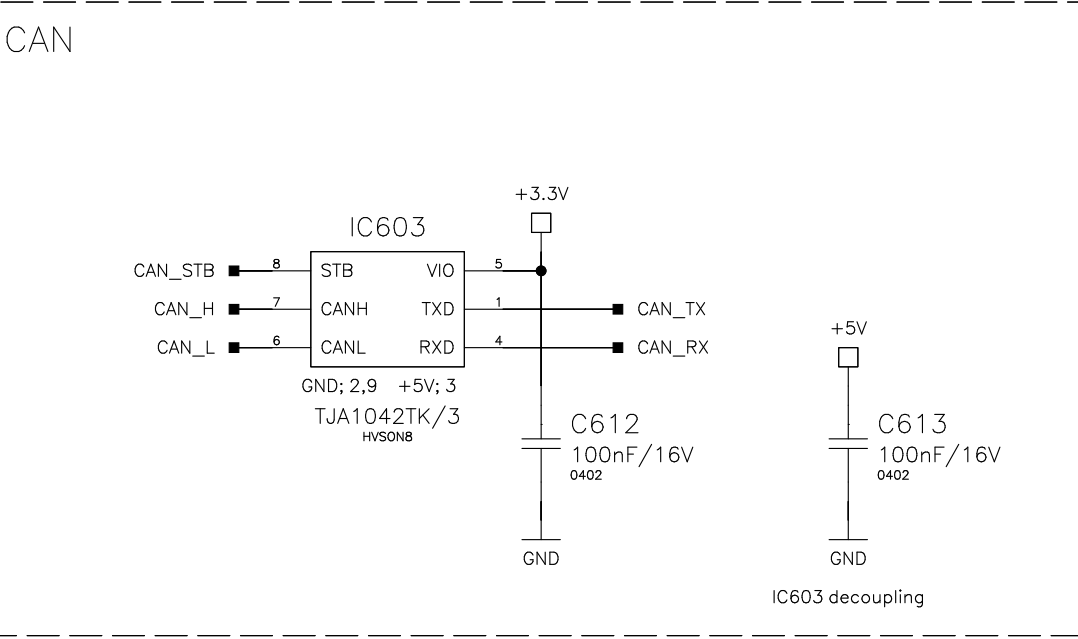 CAN
+3.3V
IC603
CAN_STB 8 STB VIO 5
CAN_H 7 CANH TXD 1 CAN_TX
CAN_L 6 CANL RXD 4 CAN_RX
+5V
GND; 2,9 +5V; 3
TJA1042TK/3
HVSON8
C612
100nF/16V
0402
GND
C613
100nF/16V
0402
GND
IC603 decoupling